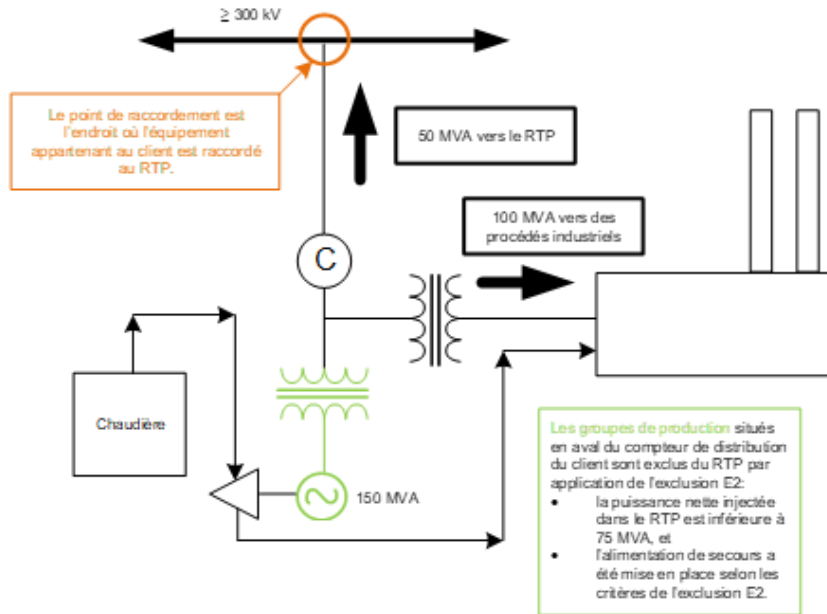 ≥ 300 kV
Le point de raccordement est
l'endroit où l'équipement
appartenant au client est raccordé
au RTP.
50 MVA vers le RTP
100 MVA vers des
procédés industriels
C
Chaudière
150 MVA
Les groupes de production situés
en aval du compteur de distribution
du client sont exclus du RTP par
application de l'exclusion E2:
• la puissance nette injectée
dans le RTP est inférieure à
75 MVA, et
• l'alimentation de secours a
été mise en place selon les
critères de l'exclusion E2.